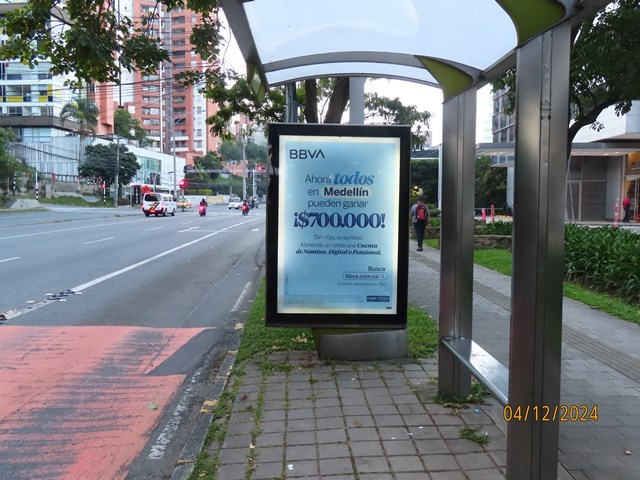 BBVA
Ahora todos
en Medellín
pueden ganar
¡$700.000!
Sin rifas, ni sorteos.
Abriendo en línea una Cuenta
de Nómina, Digital o Pensional.
Busca
bbva.com.co
04/12/2024